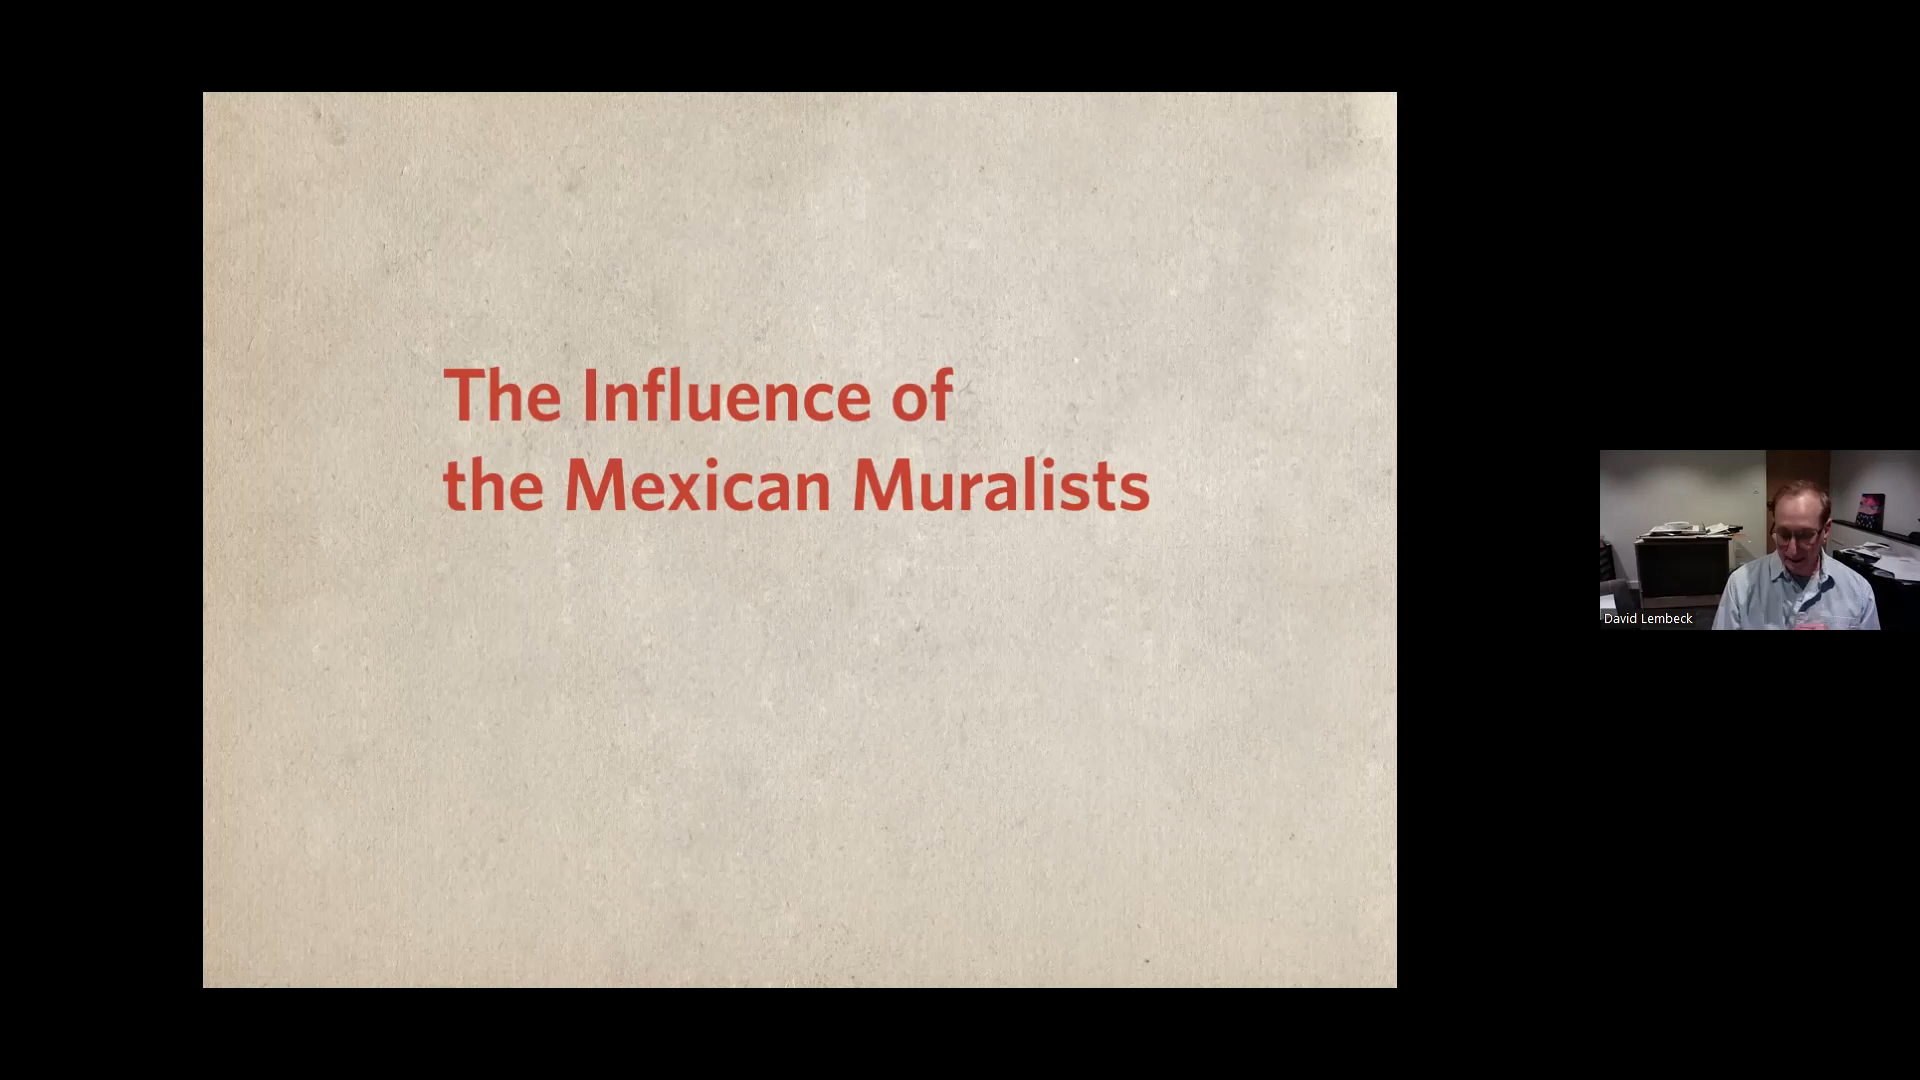 The Influence of
the Mexican Muralists
David Lembeck